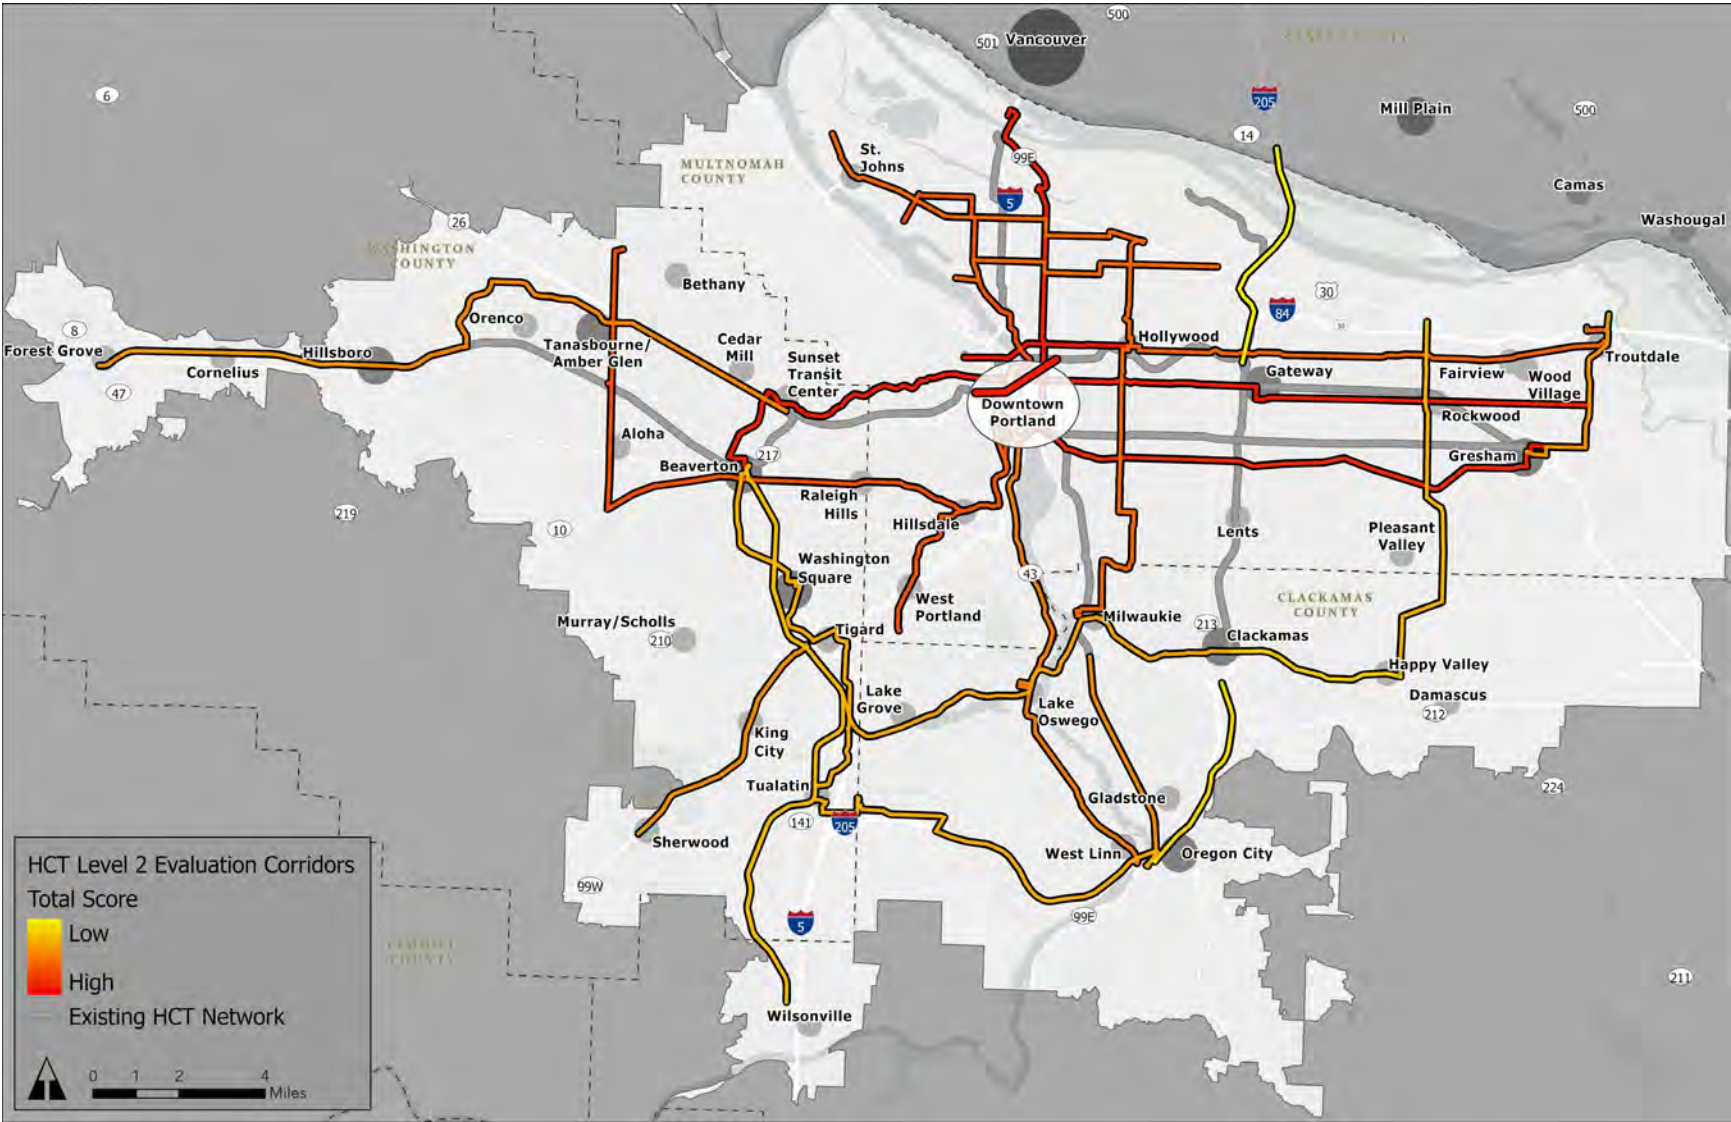 500
501
Vancouver
CLARK COUNTY
6
205
Mill Plain
500
14
St.
Johns
99E
MULTNOMAH
COUNTY
5
Camas
26
Washougal
WASHINGTON
COUNTY
Bethany
30
84
Orenco
8
Forest Grove
Hillsboro
Cornelius
47
Tanasbourne/
Amber Glen
Cedar
Mill
Sunset
Transit
Center
Hollywood
Gateway
Fairview
Wood
Village
Troutdale
Downtown
Portland
Rockwood
Aloha
217
Beaverton
Gresham
219
10
Raleigh
Hills
Hillsdale
Lents
Pleasant
Valley
Washington
Square
43
West
Portland
CLACKAMAS
COUNTY
Murray/Scholls
210
Tigard
Milwaukie
213
Clackamas
Happy Valley
Damascus
212
Lake
Grove
Lake
Oswego
King
City
Tualatin
Gladstone
224
141
205
Sherwood
West Linn
Oregon City
99W
99E
5
YAMHILL
COUNTY
211
Wilsonville
HCT Level 2 Evaluation Corridors
Total Score
Low
High
Existing HCT Network
0 1 2 4
Miles